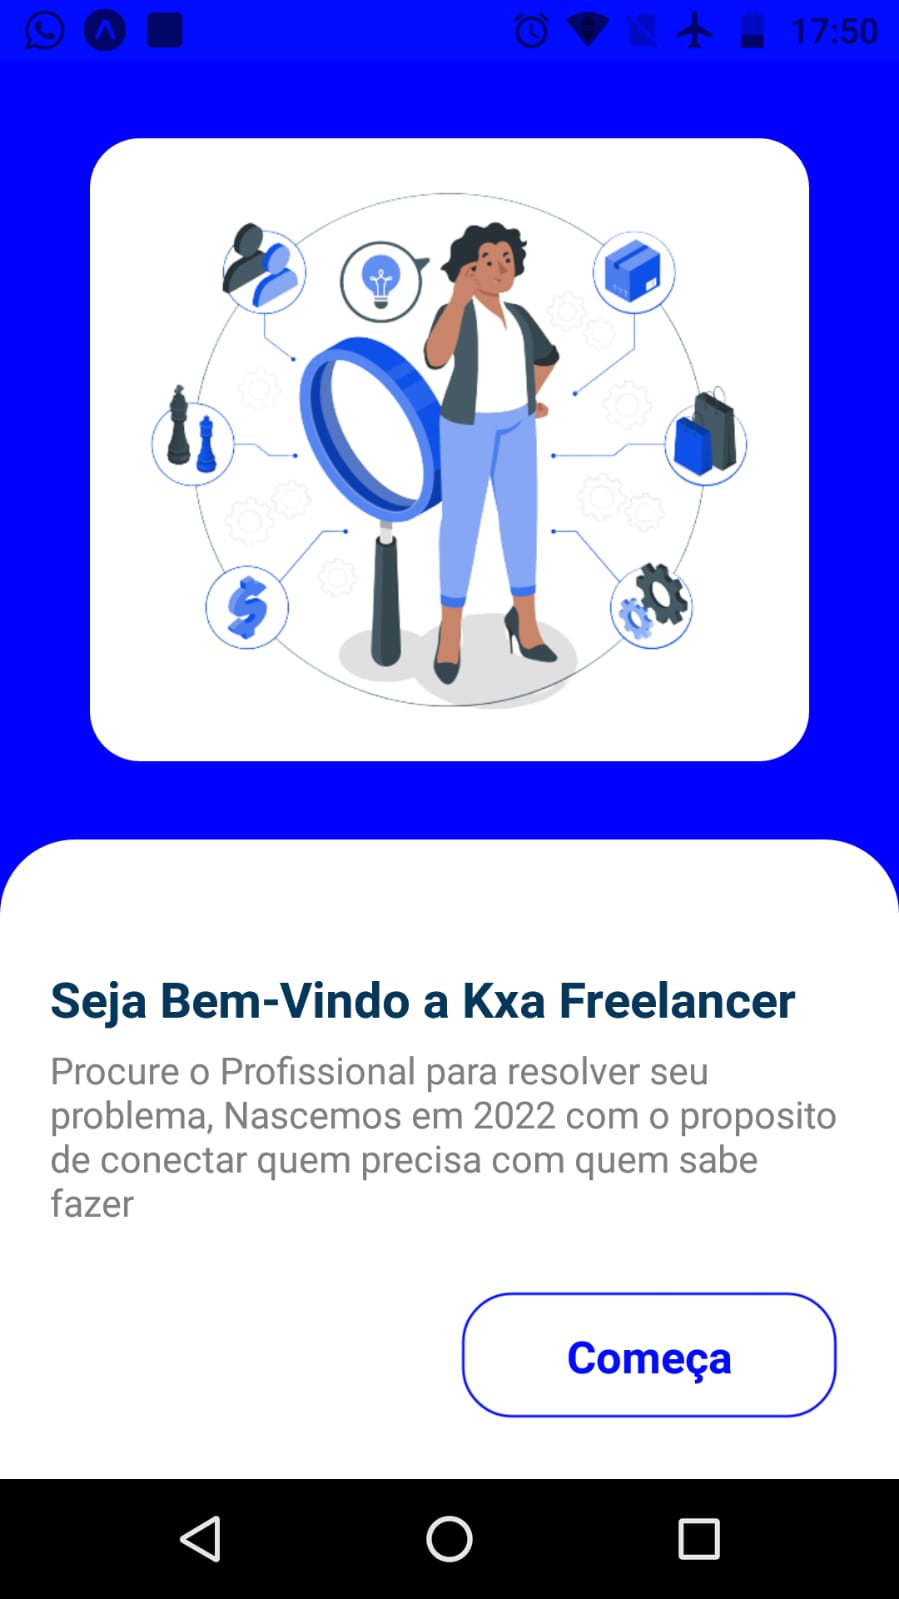 17:50
Seja Bem-Vindo a Kxa Freelancer
Procure o Profissional para resolver seu
problema, Nascemos em 2022 com o proposito
de conectar quem precisa com quem sabe
fazer
Começa